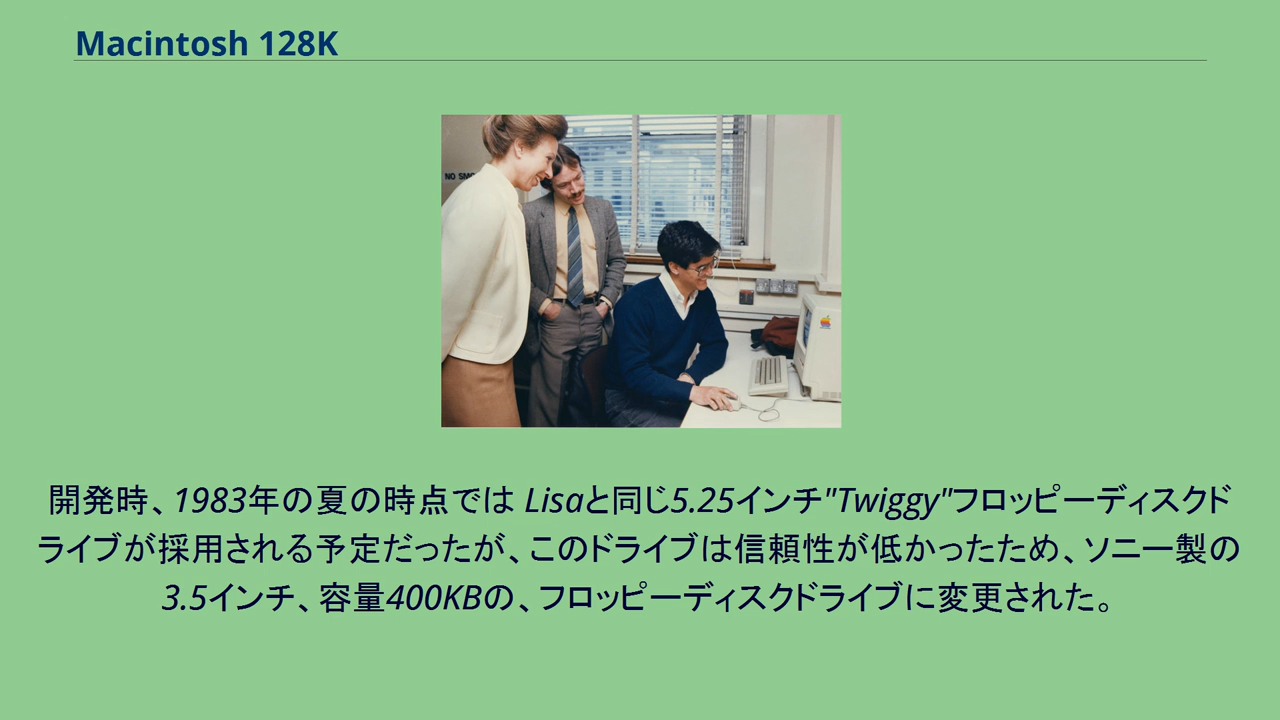 Macintosh 128K
NO SMO
開発時、1983年の夏の時点では Lisaと同じ5.25インチ"Twiggy"フロッピーディスクド
ライブが採用される予定だったが、このドライブは信頼性が低かったため、ソニー製の
3.5インチ、容量400KBの、フロッピーディスクドライブに変更された。